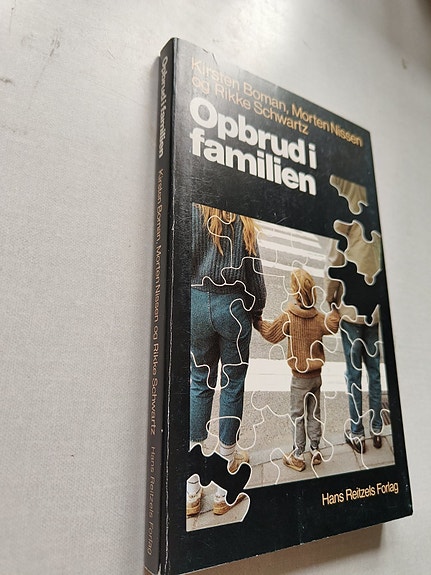 Kirsten Boman, Morten Nissen
og Rikke Schwartz
Opbrud i
familien
Hans Reitzels Forlag
Opbrud i familien Kirsten Boman, Morten Nissen og Rikke Schwartz Hans Reitzels Forlag